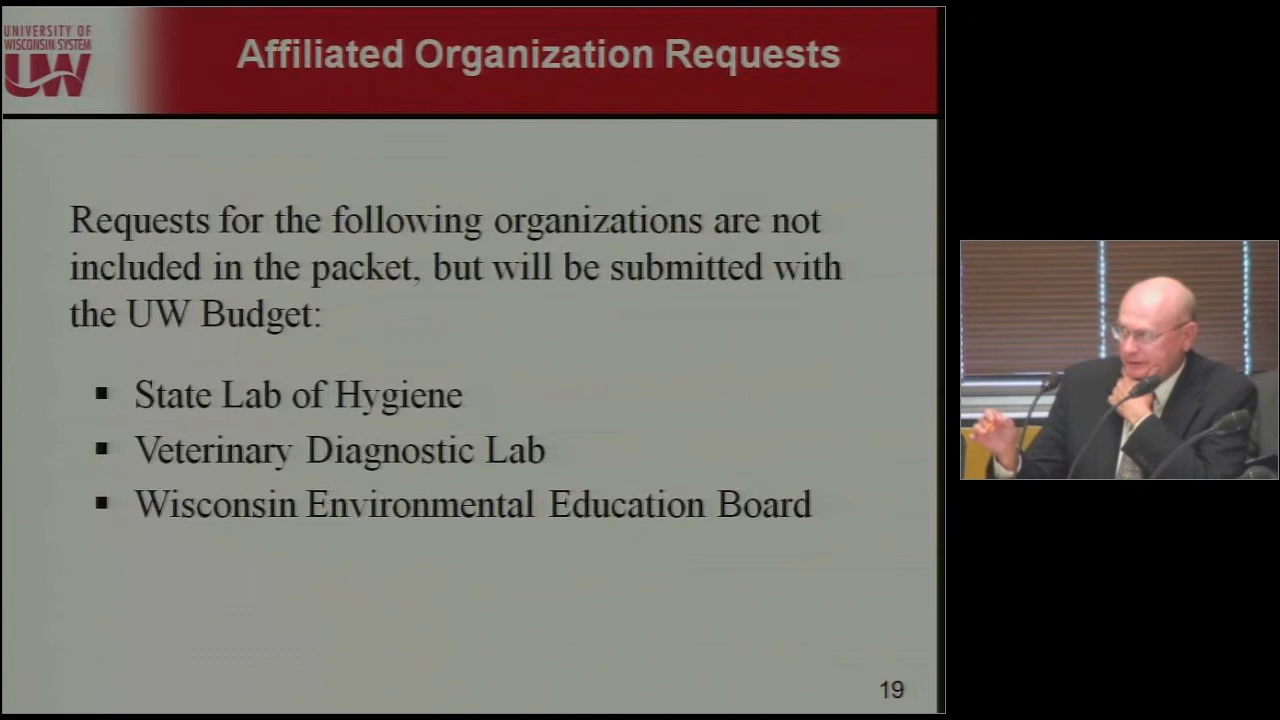 UNIVERSITY OF
WISCONSIN SYSTEM
UW
Affiliated Organization Requests
Requests for the following organizations are not
included in the packet, but will be submitted with
the UW Budget:
▪ State Lab of Hygiene
▪ Veterinary Diagnostic Lab
▪ Wisconsin Environmental Education Board
19